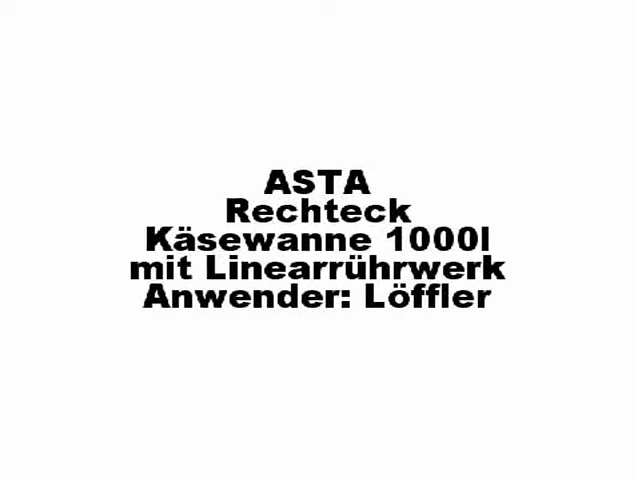 ASTA
Rechteck
Käsewanne 1000l
mit Linearrührwerk
Anwender: Löffler